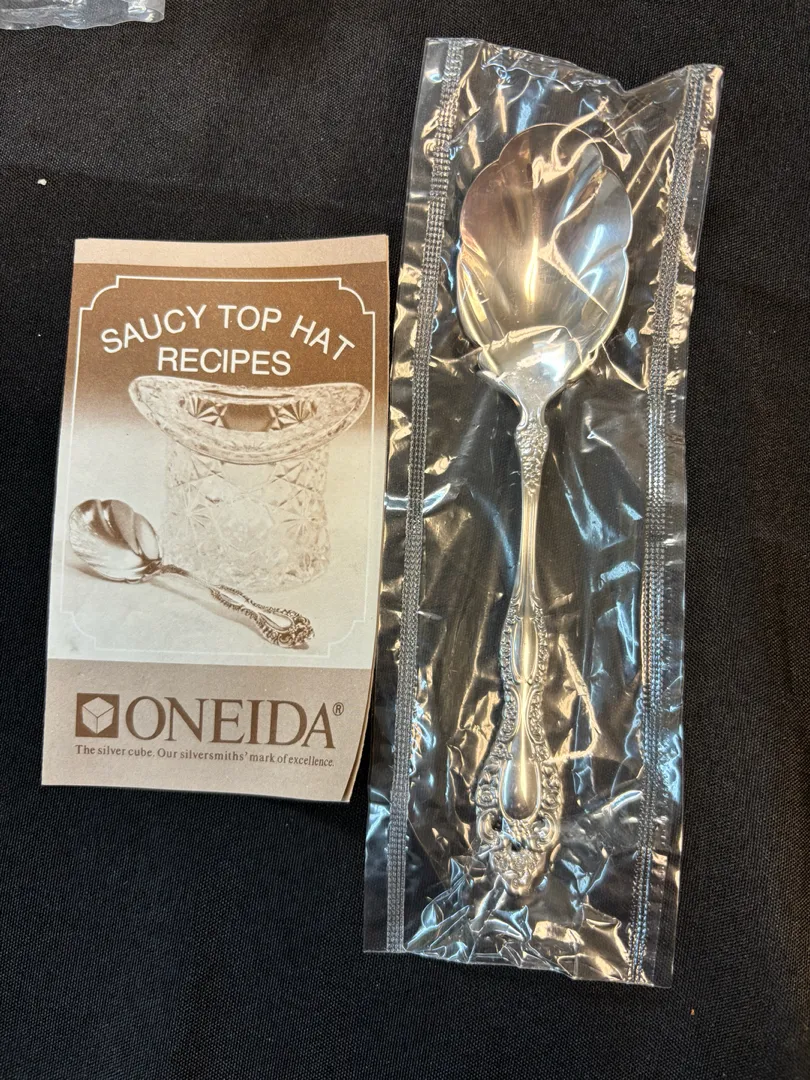 SAUCY TOP HAT
RECIPES
ONEIDA®
The silver cube. Our silversmiths' mark of excellence.